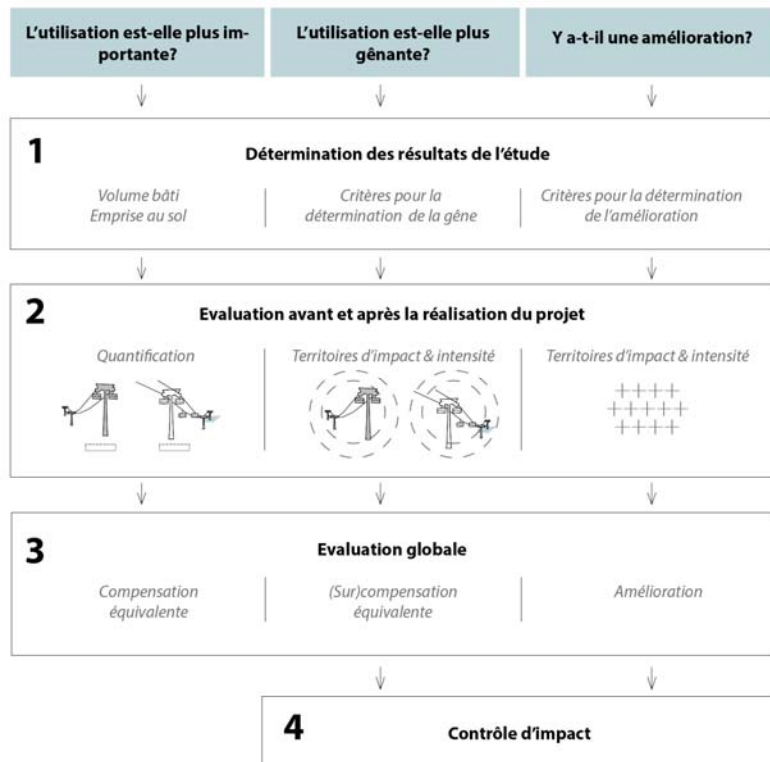 L'utilisation est-elle plus im-
portante?
L'utilisation est-elle plus
gênante?
Y a-t-il une amélioration?
1
Détermination des résultats de l'étude
Volume bâti
Emprise au sol
Critères pour la
détermination de la gêne
Critères pour la détermination
de l'amélioration
2
Evaluation avant et après la réalisation du projet
Quantification
Territoires d'impact & intensité
Territoires d'impact & intensité
3
Evaluation globale
Compensation
équivalente
(Sur)compensation
équivalente
Amélioration
4
Contrôle d'impact